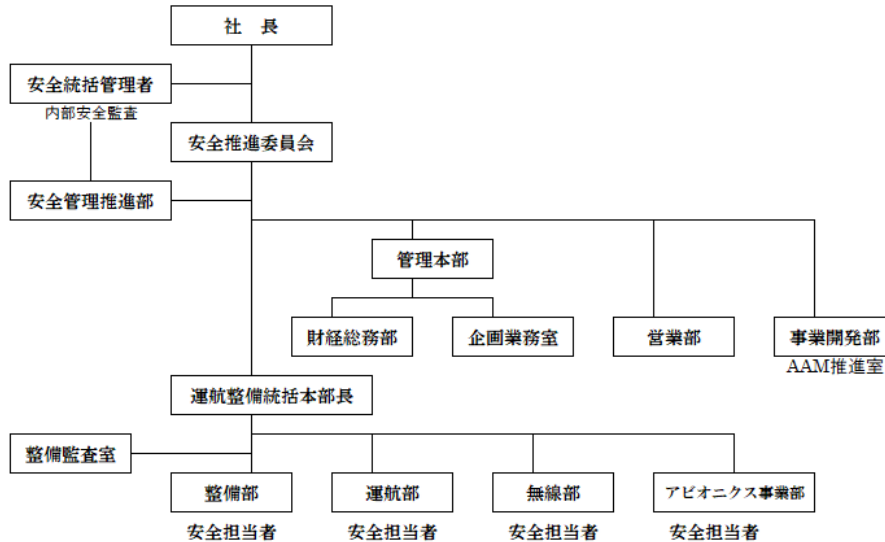 社 長
安全統括管理者
内部安全監査
安全推進委員会
安全管理推進部
管理本部
財経総務部
企画業務室
営業部
事業開発部
AAM推進室
運航整備統括本部長
整備監査室
整備部
運航部
無線部
アビオニクス事業部
安全担当者
安全担当者
安全担当者
安全担当者